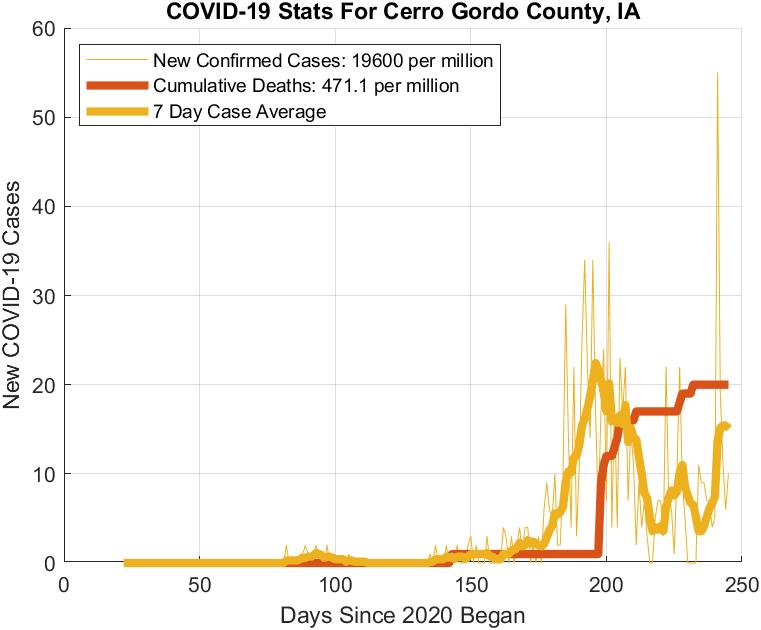 COVID-19 Stats For Cerro Gordo County, IA
New Confirmed Cases: 19600 per million
Cumulative Deaths: 471.1 per million
7 Day Case Average
New COVID-19 Cases
60
50
40
30
20
10
0
0 50 100 150 200 250
Days Since 2020 Began